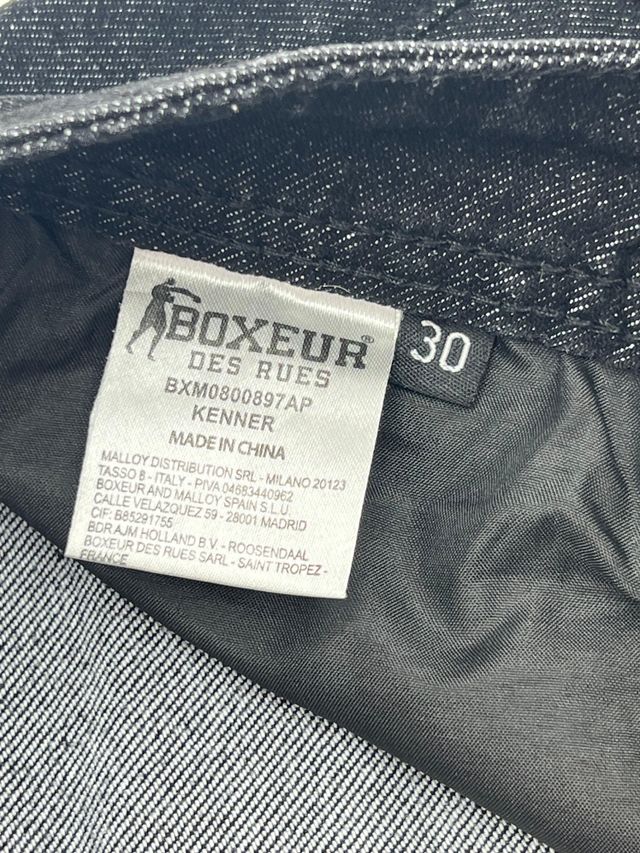 BOXEUR®
DES RUES
BXM0800897AP
KENNER
MADE IN CHINA
MALLOY DISTRIBUTION SRL - MILANO 20123
TASSO 8 - ITALY - PIVA 04683440962
BOXEUR AND MALLOY SPAIN S.L.U.
CALLE VELAZQUEZ 59 - 28001 MADRID
CIF: B85291755
BDR.AJM HOLLAND B.V - ROOSENDAAL
BOXEUR DES RUES SARL - SAINT TROPEZ -
FRANCE
30